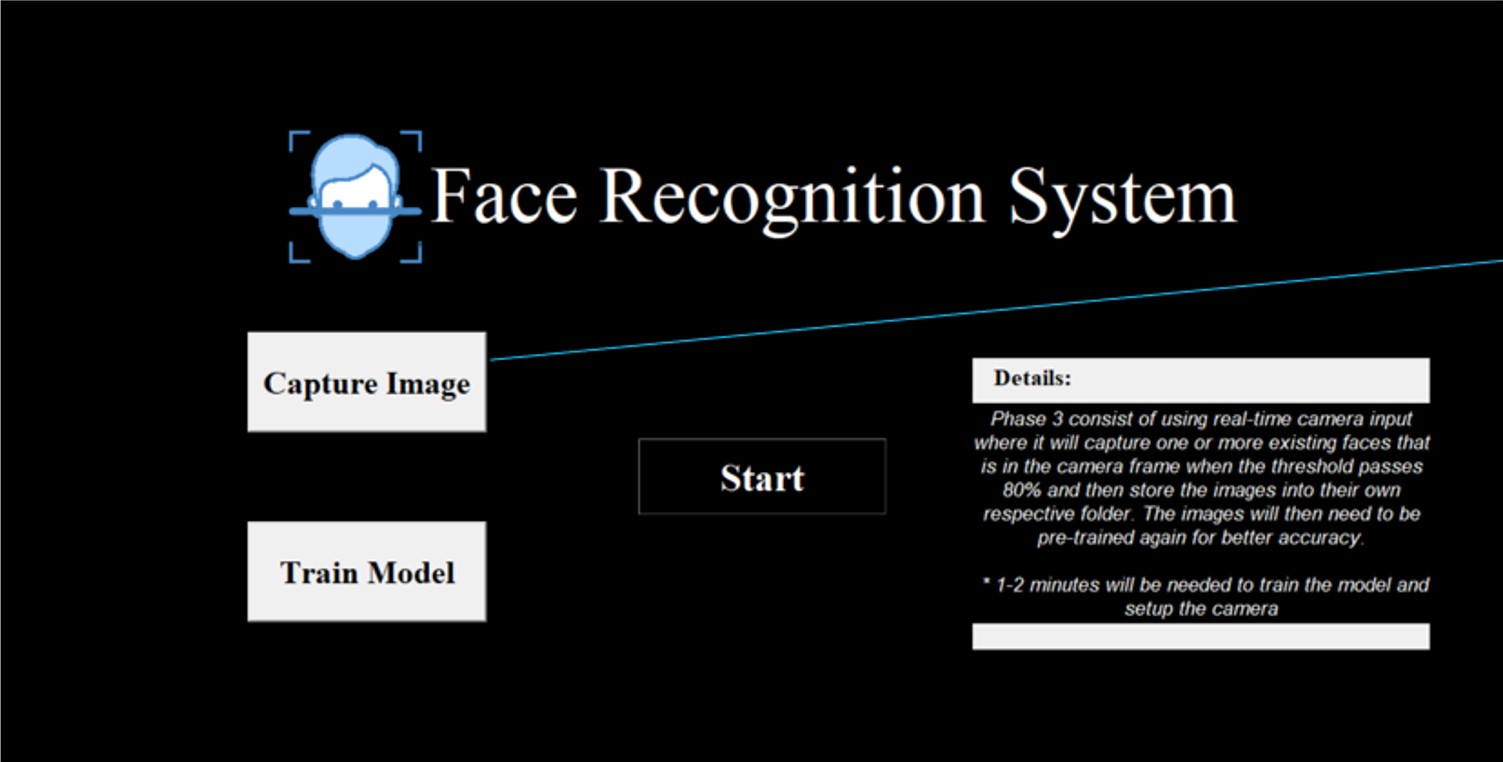 Face Recognition System
Capture Image
Train Model
Start
Details:
Phase 3 consist of using real-time camera input
where it will capture one or more existing faces that
is in the camera frame when the threshold passes
80% and then store the images into their own
respective folder. The images will then need to be
pre-trained again for better accuracy.
* 1-2 minutes will be needed to train the model and
setup the camera